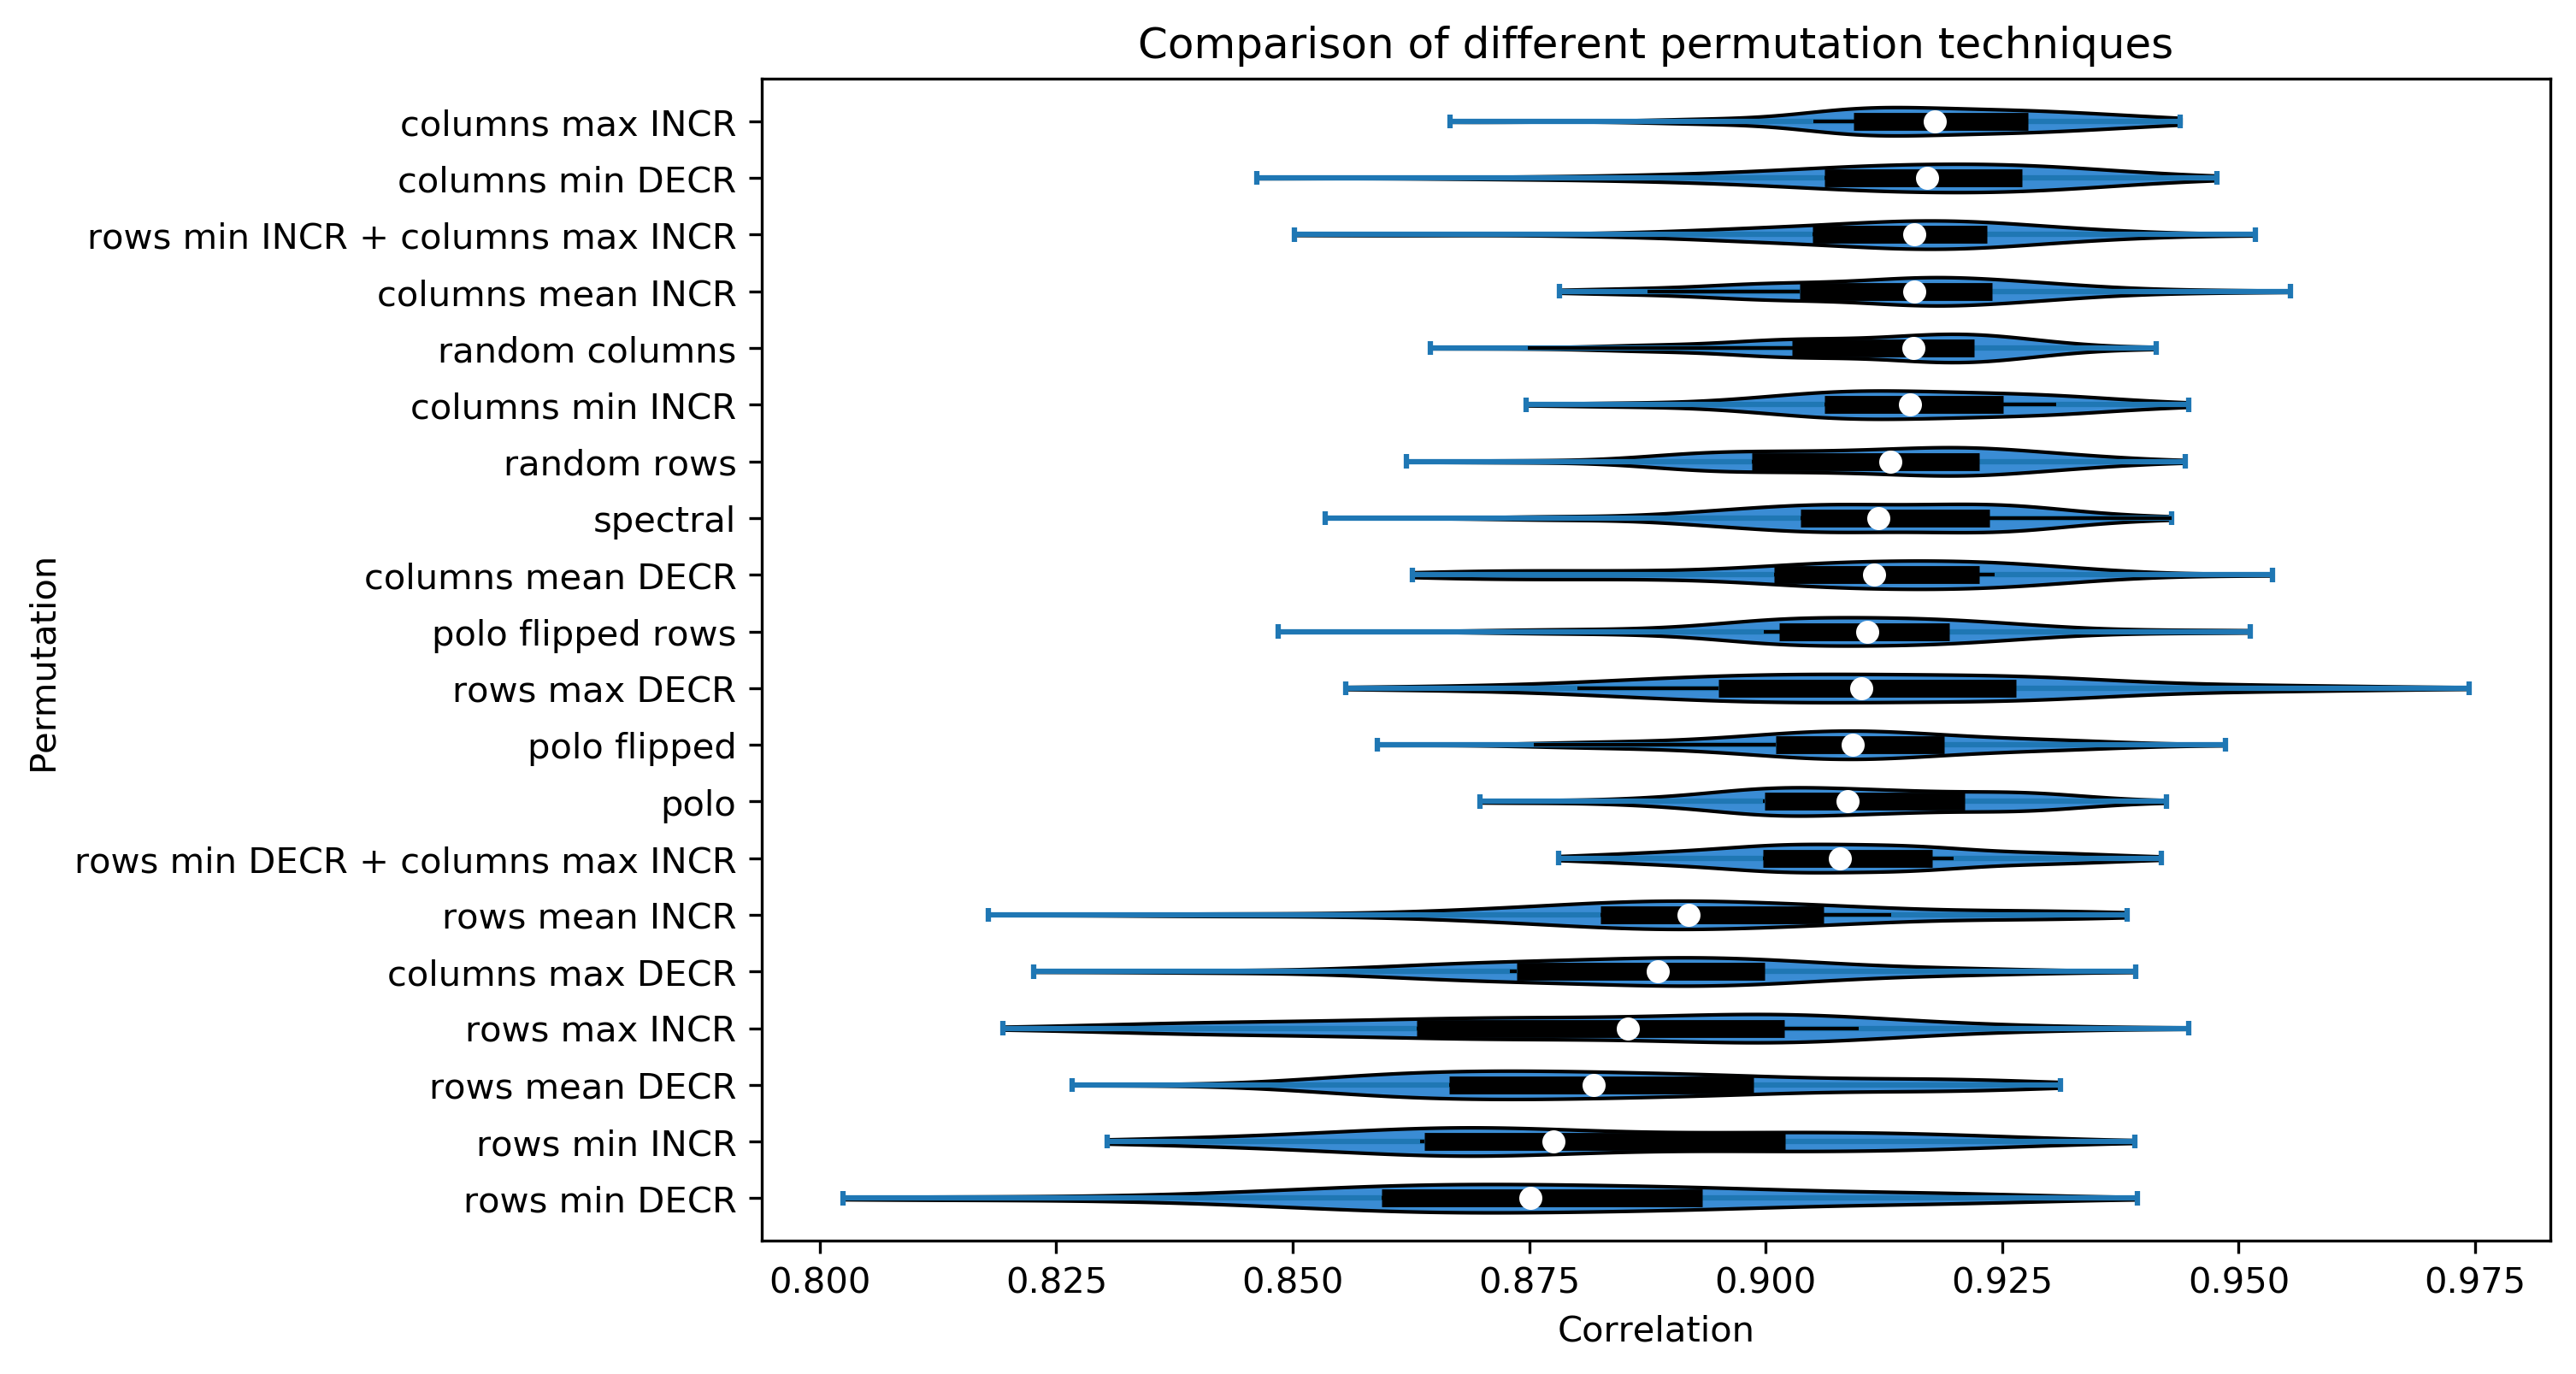 Comparison of different permutation techniques
Permutation
columns max INCR
columns min DECR
rows min INCR + columns max INCR
columns mean INCR
random columns
columns min INCR
random rows
spectral
columns mean DECR
polo flipped rows
rows max DECR
polo flipped
polo
rows min DECR + columns max INCR
rows mean INCR
columns max DECR
rows max INCR
rows mean DECR
rows min INCR
rows min DECR
0.800 0.825 0.850 0.875 0.900 0.925 0.950 0.975
Correlation